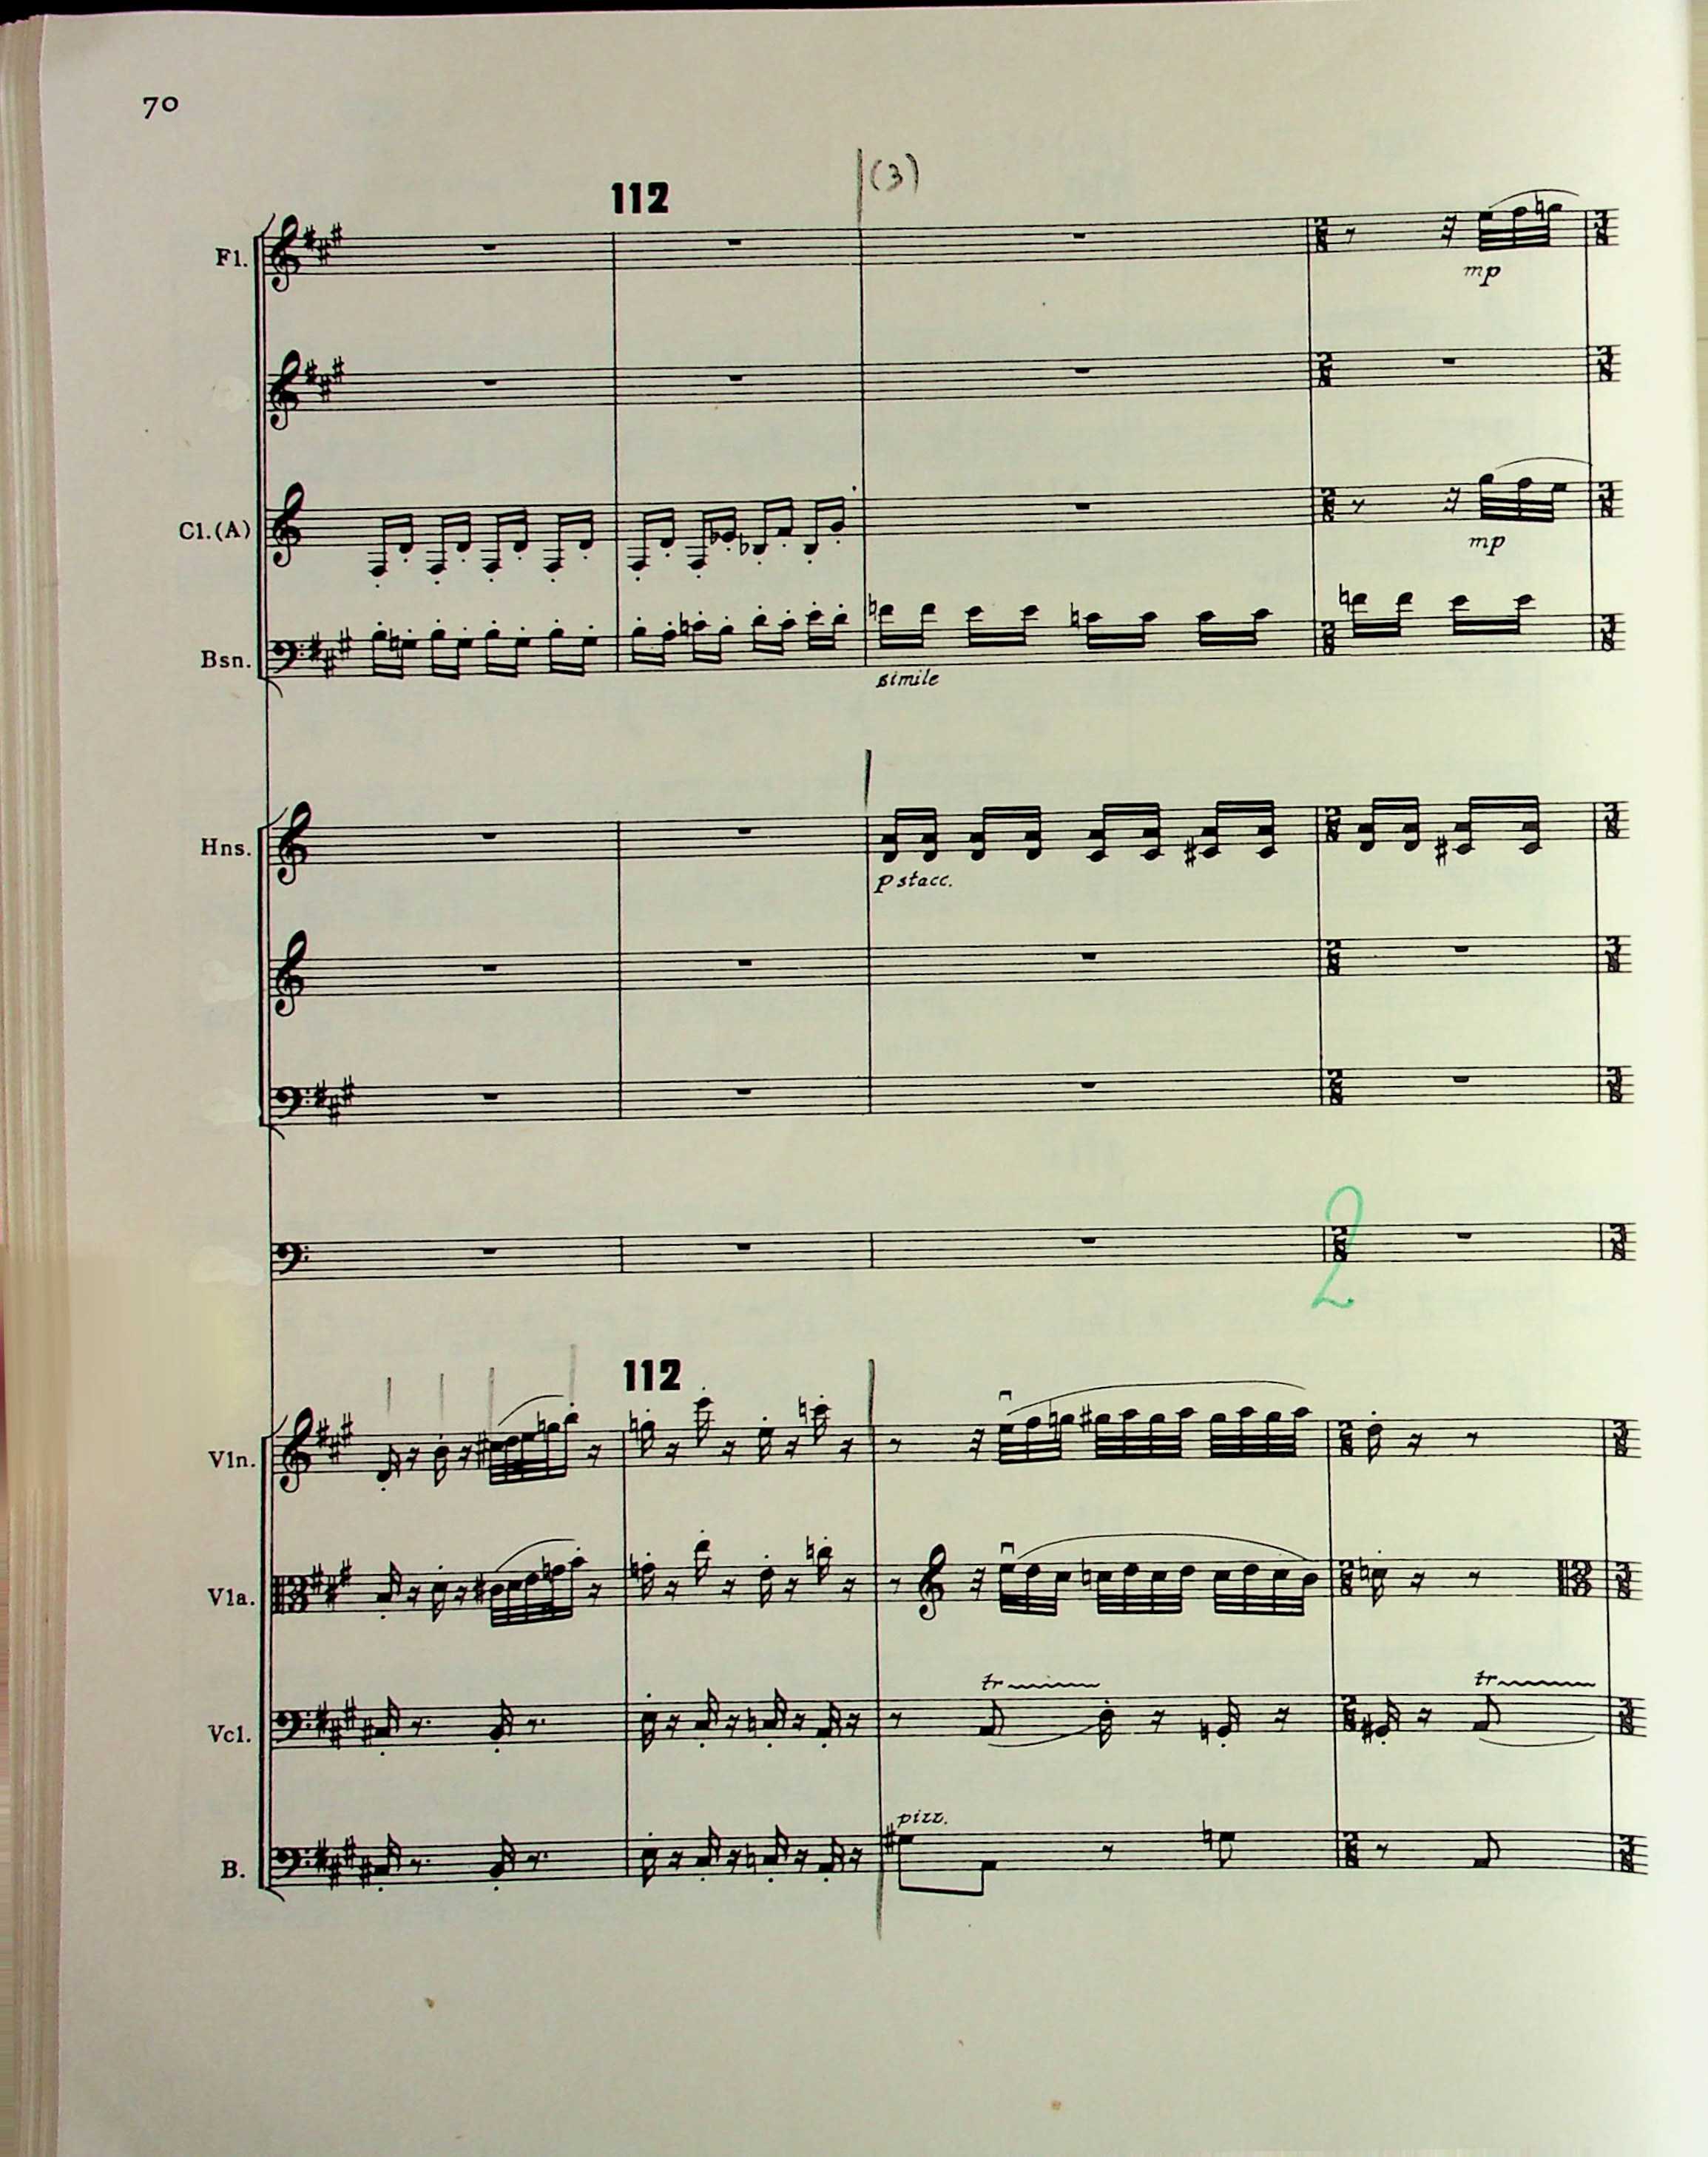 70
112
(3)
Fl.
mp
Cl.(A)
mp
Bsn.
simile
Hns.
p stacc.
2
112
Vln.
Vla.
tr
tr
Vcl.
pizz.
B.